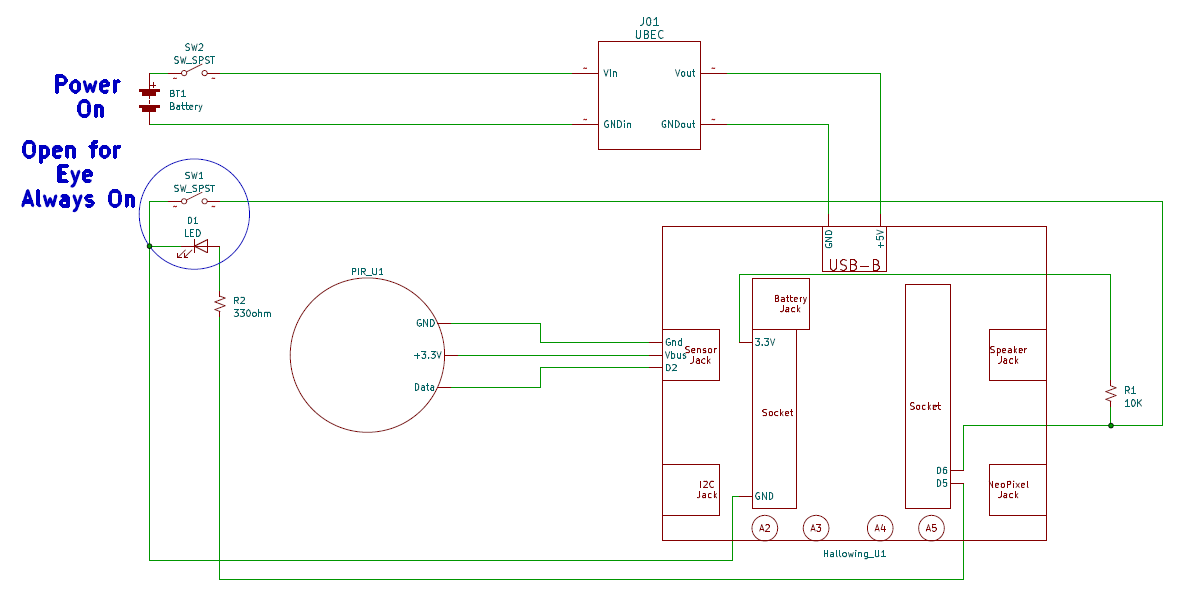 J01
UBEC
SW2
SW_SPST
~
VIn
Vout
~
Power
On
+
BT1
Battery
~
GNDin
GNDout
~
Open for
Eye
Always On
SW1
SW_SPST
D1
LED
GND
+5V
USB-B
PIR_U1
R2
330ohm
Battery
Jack
GND
+3.3V
Data
Gnd
Vbus
D2
Sensor
Jack
3.3V
Speaker
Jack
R1
10K
Socket
Socket
D6
D5
I2C
Jack
GND
NeoPixel
Jack
A2
A3
A4
A5
Hallowing_U1